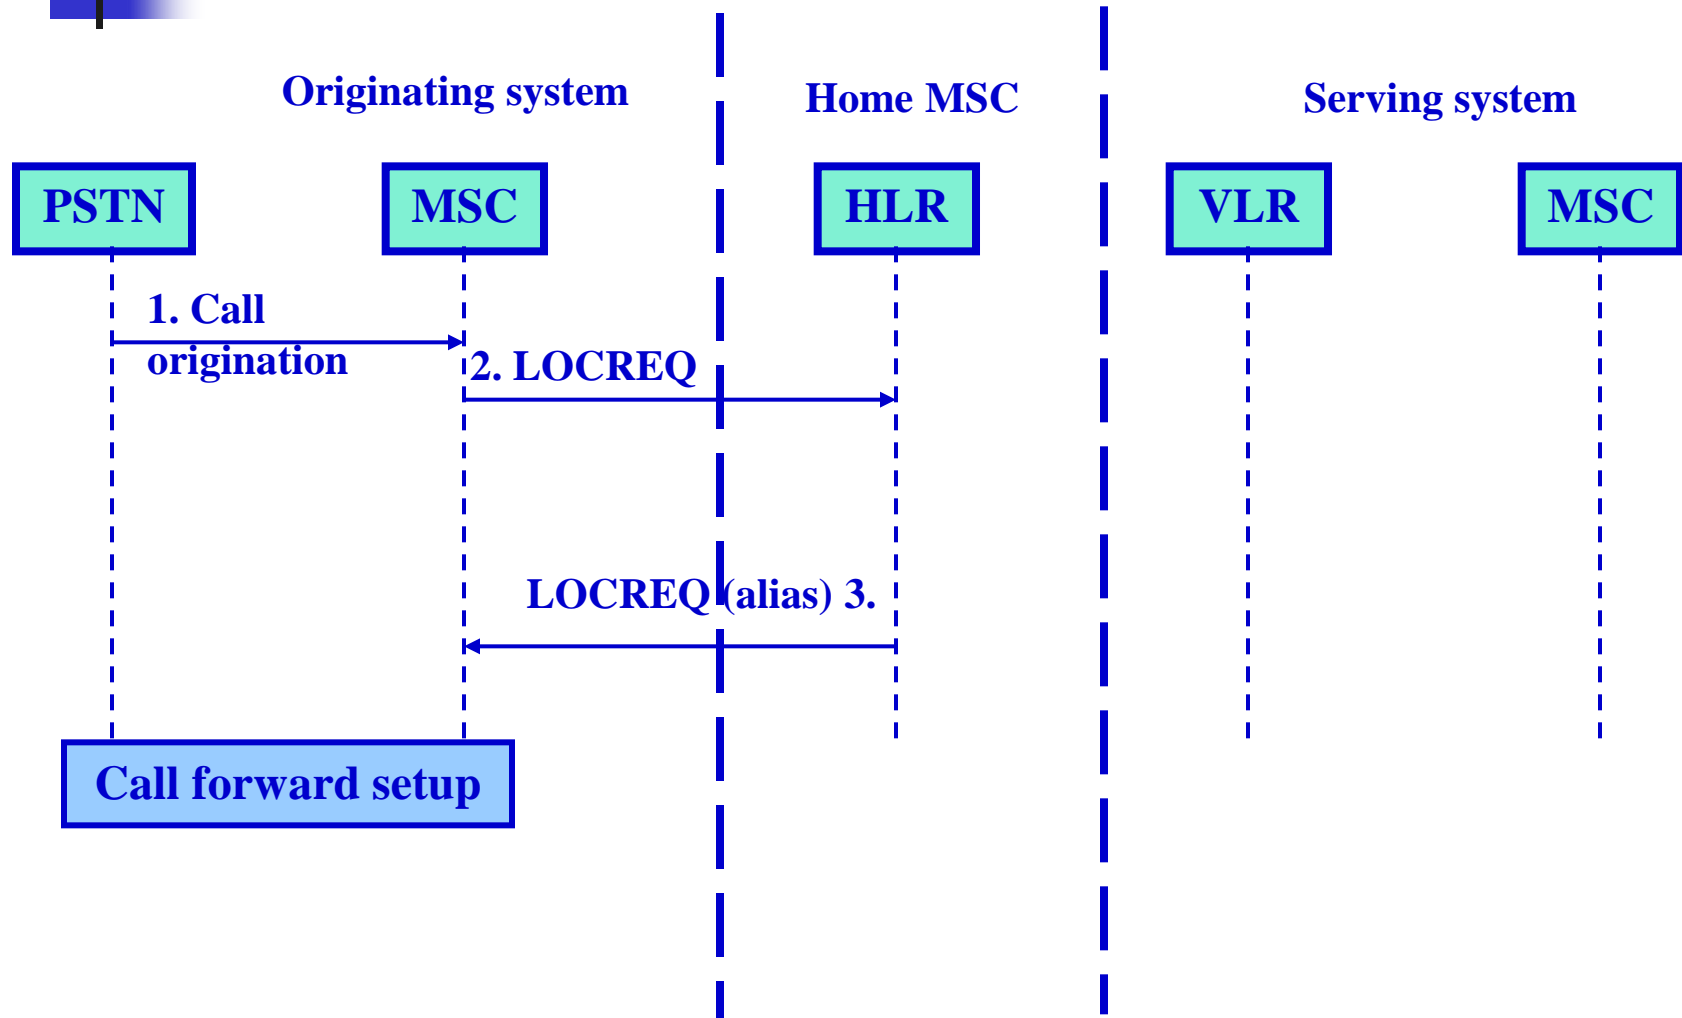 Originating system
Home MSC
Serving system
PSTN
MSC
HLR
VLR
MSC
1. Call
origination
2. LOCREQ
LOCREQ (alias) 3.
Call forward setup